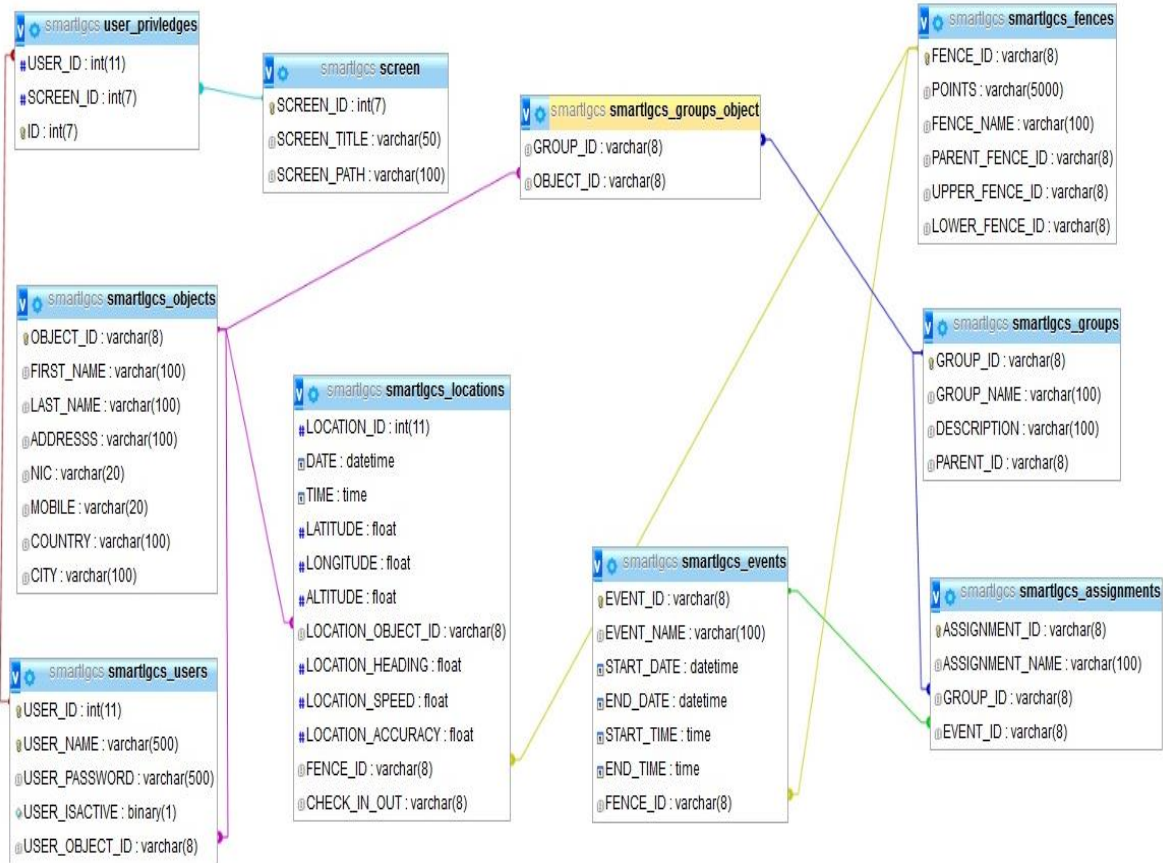 smartlgcs user_privledges
USER_ID : int(11)
SCREEN_ID : int(7)
ID : int(7)
smartlgcs screen
SCREEN_ID : int(7)
SCREEN_TITLE : varchar(50)
SCREEN_PATH : varchar(100)
smartlgcs smartlgcs_groups_object
GROUP_ID : varchar(8)
OBJECT_ID : varchar(8)
smartlgcs smartlgcs_fences
FENCE_ID : varchar(8)
POINTS : varchar(5000)
FENCE_NAME : varchar(100)
PARENT_FENCE_ID : varchar(8)
UPPER_FENCE_ID : varchar(8)
LOWER_FENCE_ID : varchar(8)
smartlgcs smartlgcs_objects
OBJECT_ID : varchar(8)
FIRST_NAME : varchar(100)
LAST_NAME : varchar(100)
ADDRESSS : varchar(100)
NIC : varchar(20)
MOBILE : varchar(20)
COUNTRY : varchar(100)
CITY : varchar(100)
smartlgcs smartlgcs_locations
LOCATION_ID : int(11)
DATE : datetime
TIME : time
LATITUDE : float
LONGITUDE : float
ALTITUDE : float
LOCATION_OBJECT_ID : varchar(8)
LOCATION_HEADING : float
LOCATION_SPEED : float
LOCATION_ACCURACY : float
FENCE_ID : varchar(8)
CHECK_IN_OUT : varchar(8)
smartlgcs smartlgcs_groups
GROUP_ID : varchar(8)
GROUP_NAME : varchar(100)
DESCRIPTION : varchar(100)
PARENT_ID : varchar(8)
smartlgcs smartlgcs_events
EVENT_ID : varchar(8)
EVENT_NAME : varchar(100)
START_DATE : datetime
END_DATE : datetime
START_TIME : time
END_TIME : time
FENCE_ID : varchar(8)
smartlgcs smartlgcs_assignments
ASSIGNMENT_ID : varchar(8)
ASSIGNMENT_NAME : varchar(100)
GROUP_ID : varchar(8)
EVENT_ID : varchar(8)
smartlgcs smartlgcs_users
USER_ID : int(11)
USER_NAME : varchar(500)
USER_PASSWORD : varchar(500)
USER_ISACTIVE : binary(1)
USER_OBJECT_ID : varchar(8)